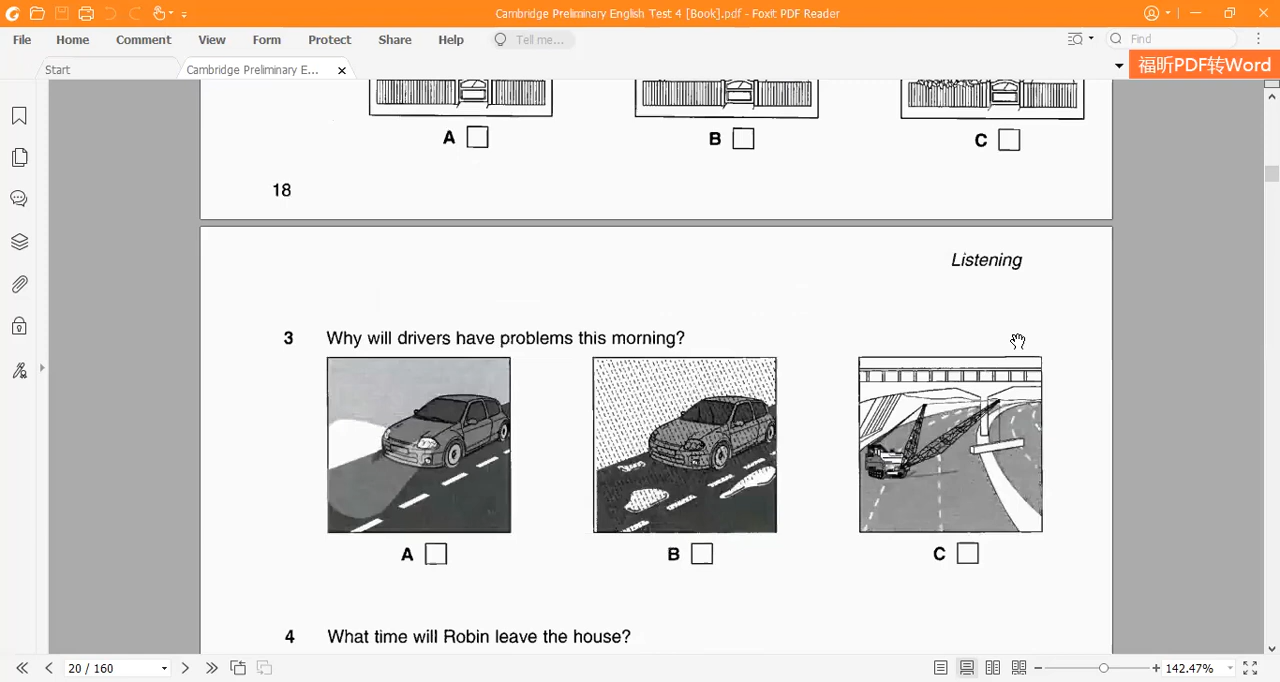 Cambridge Preliminary English Test 4 [Book].pdf - Foxit PDF Reader
File Home Comment View Form Protect Share Help Tell me... Find
Start Cambridge Preliminary E... 福昕PDF转Word
A B C
18
Listening
3 Why will drivers have problems this morning?
A B C
4 What time will Robin leave the house?
20 / 160 142.47%